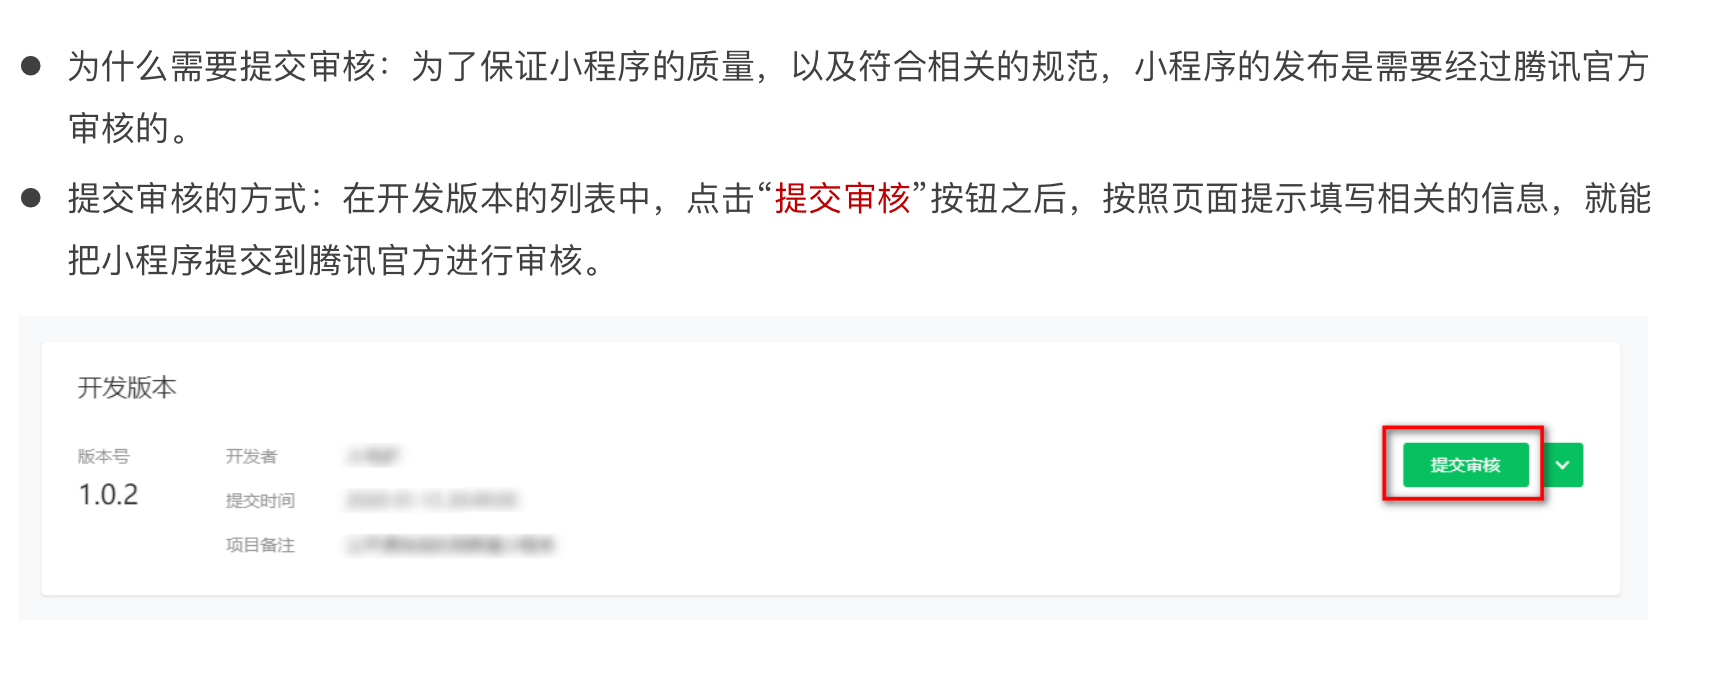 ● 为什么需要提交审核：为了保证小程序的质量，以及符合相关的规范，小程序的发布是需要经过腾讯官方
审核的。
● 提交审核的方式：在开发版本的列表中，点击“提交审核”按钮之后，按照页面提示填写相关的信息，就能
把小程序提交到腾讯官方进行审核。
开发版本
版本号 开发者
提交审核
1.0.2 提交时间
项目备注